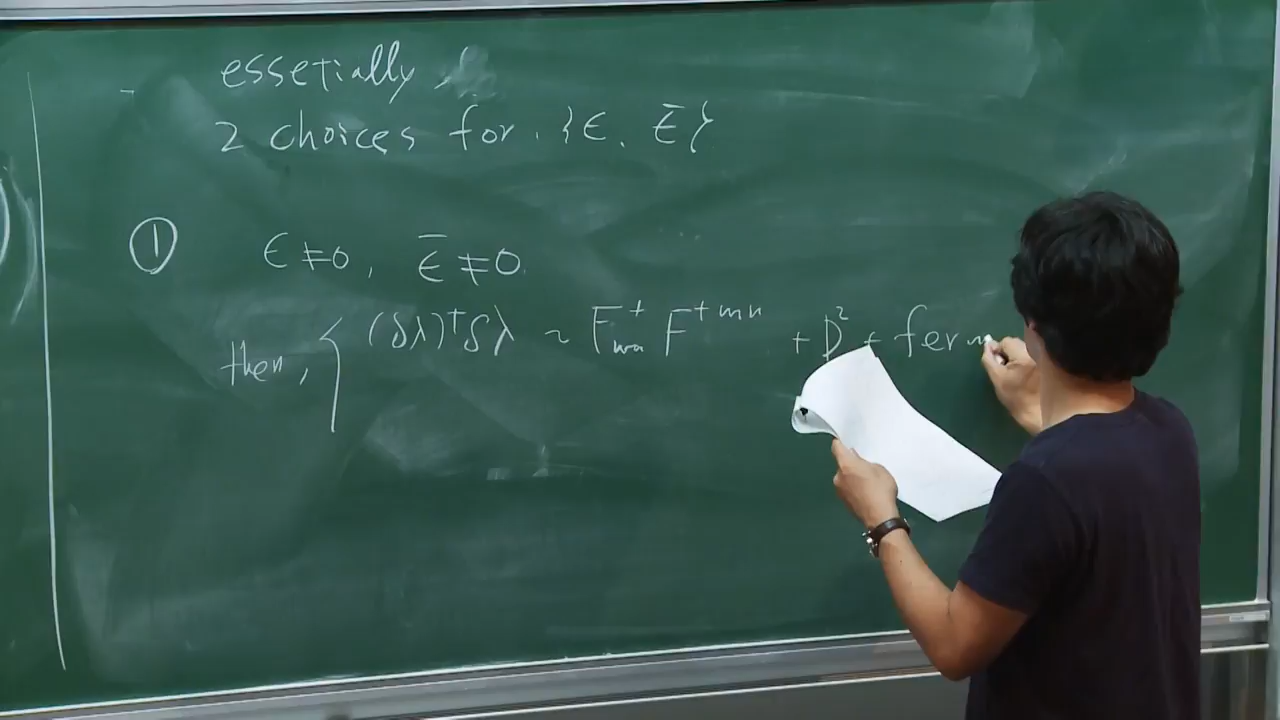 essetially
2 choices for {ϵ, ϵ̄}
① ϵ ≠ 0, ϵ̄ ≠ 0.
then, { (δλ)†δλ ~ F⁺ₘₙ F⁺ᵐⁿ + D² + ferm